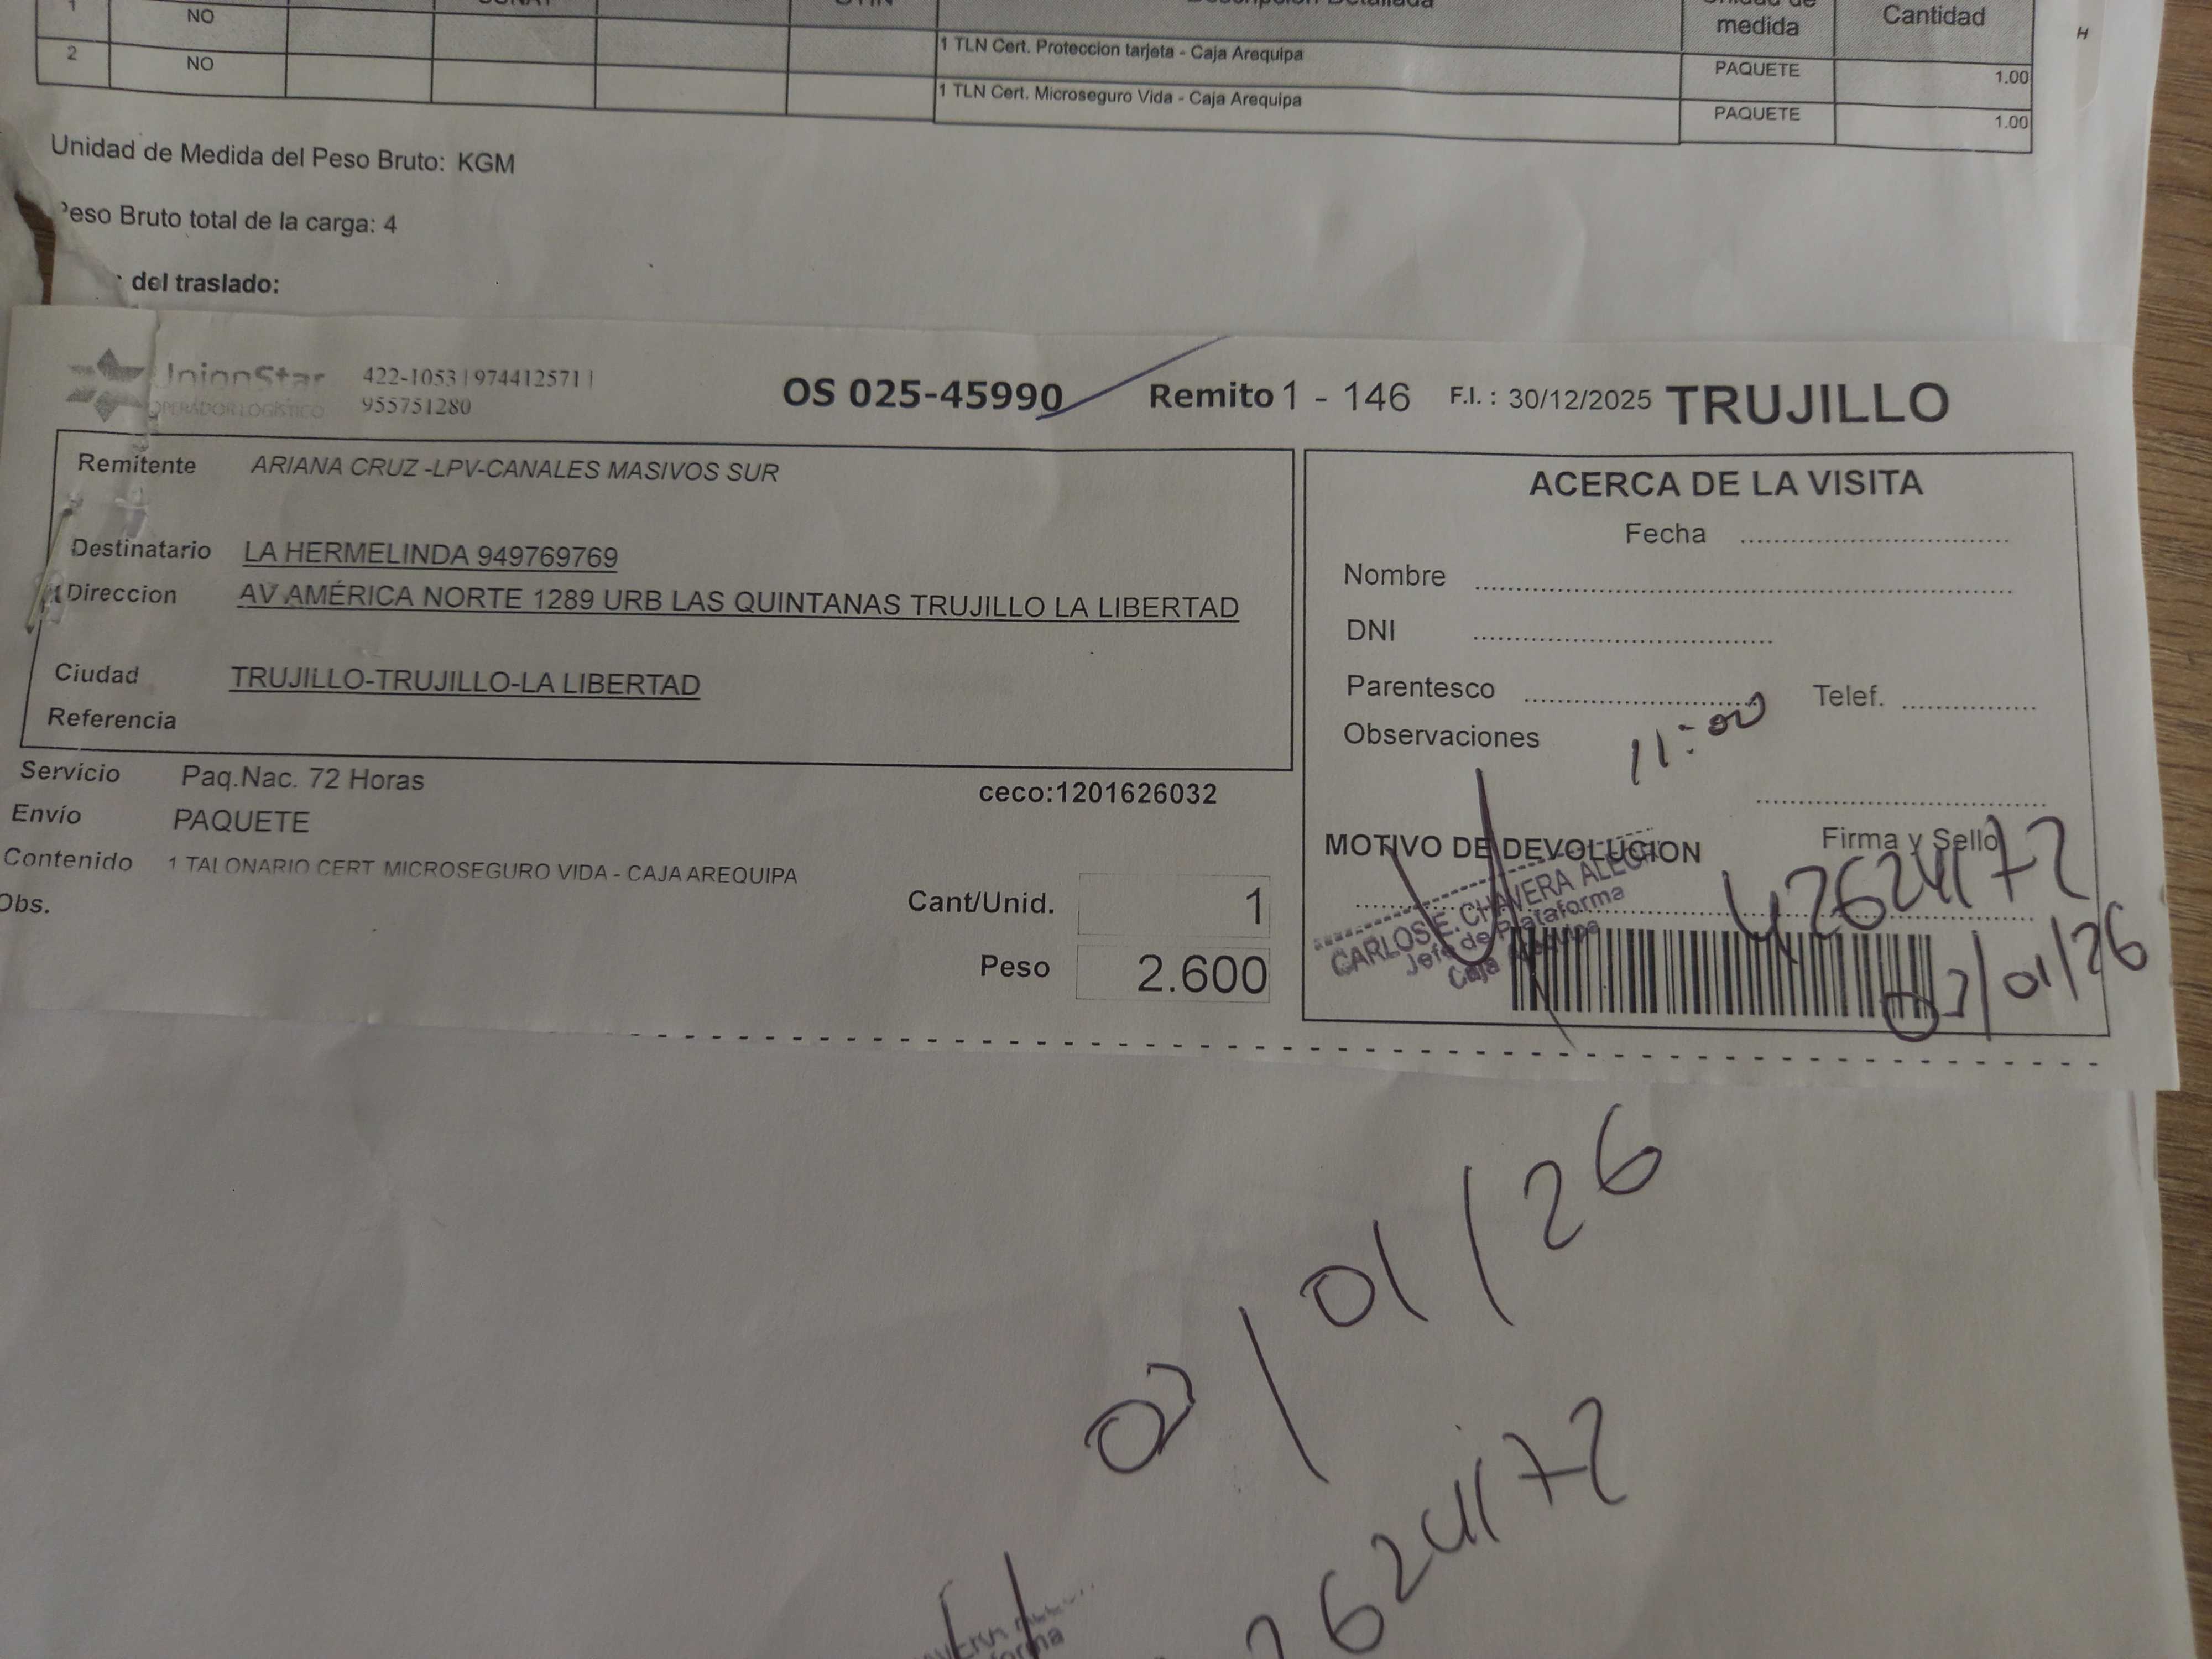 Cantidad
medida
H
1 NO 1 TLN Cert. Proteccion tarjeta - Caja Arequipa PAQUETE 1.00
2 NO 1 TLN Cert. Microseguro Vida - Caja Arequipa PAQUETE 1.00
Unidad de Medida del Peso Bruto: KGM
Peso Bruto total de la carga: 4
del traslado:
UnionStar
OPERADOR LOGÍSTICO
422-1053|974412571|
955751280
OS 025-45990 Remito 1 - 146 F.I. : 30/12/2025 TRUJILLO
Remitente ARIANA CRUZ -LPV-CANALES MASIVOS SUR
Destinatario LA HERMELINDA 949769769
Direccion AV AMÉRICA NORTE 1289 URB LAS QUINTANAS TRUJILLO LA LIBERTAD
Ciudad TRUJILLO-TRUJILLO-LA LIBERTAD
Referencia
Servicio Paq.Nac. 72 Horas
ceco:1201626032
Envío PAQUETE
Contenido 1 TALONARIO CERT MICROSEGURO VIDA - CAJA AREQUIPA
Obs.
Cant/Unid. 1
Peso 2.600
ACERCA DE LA VISITA
Fecha
Nombre
DNI
Parentesco Telef.
Observaciones 11:00
MOTIVO DE DEVOLUCION Firma y Sello
42624172
CARLOS E. CHAVERA
Jefe de Plataforma
Caja Arequipa
/01/26
/01/26
2624172